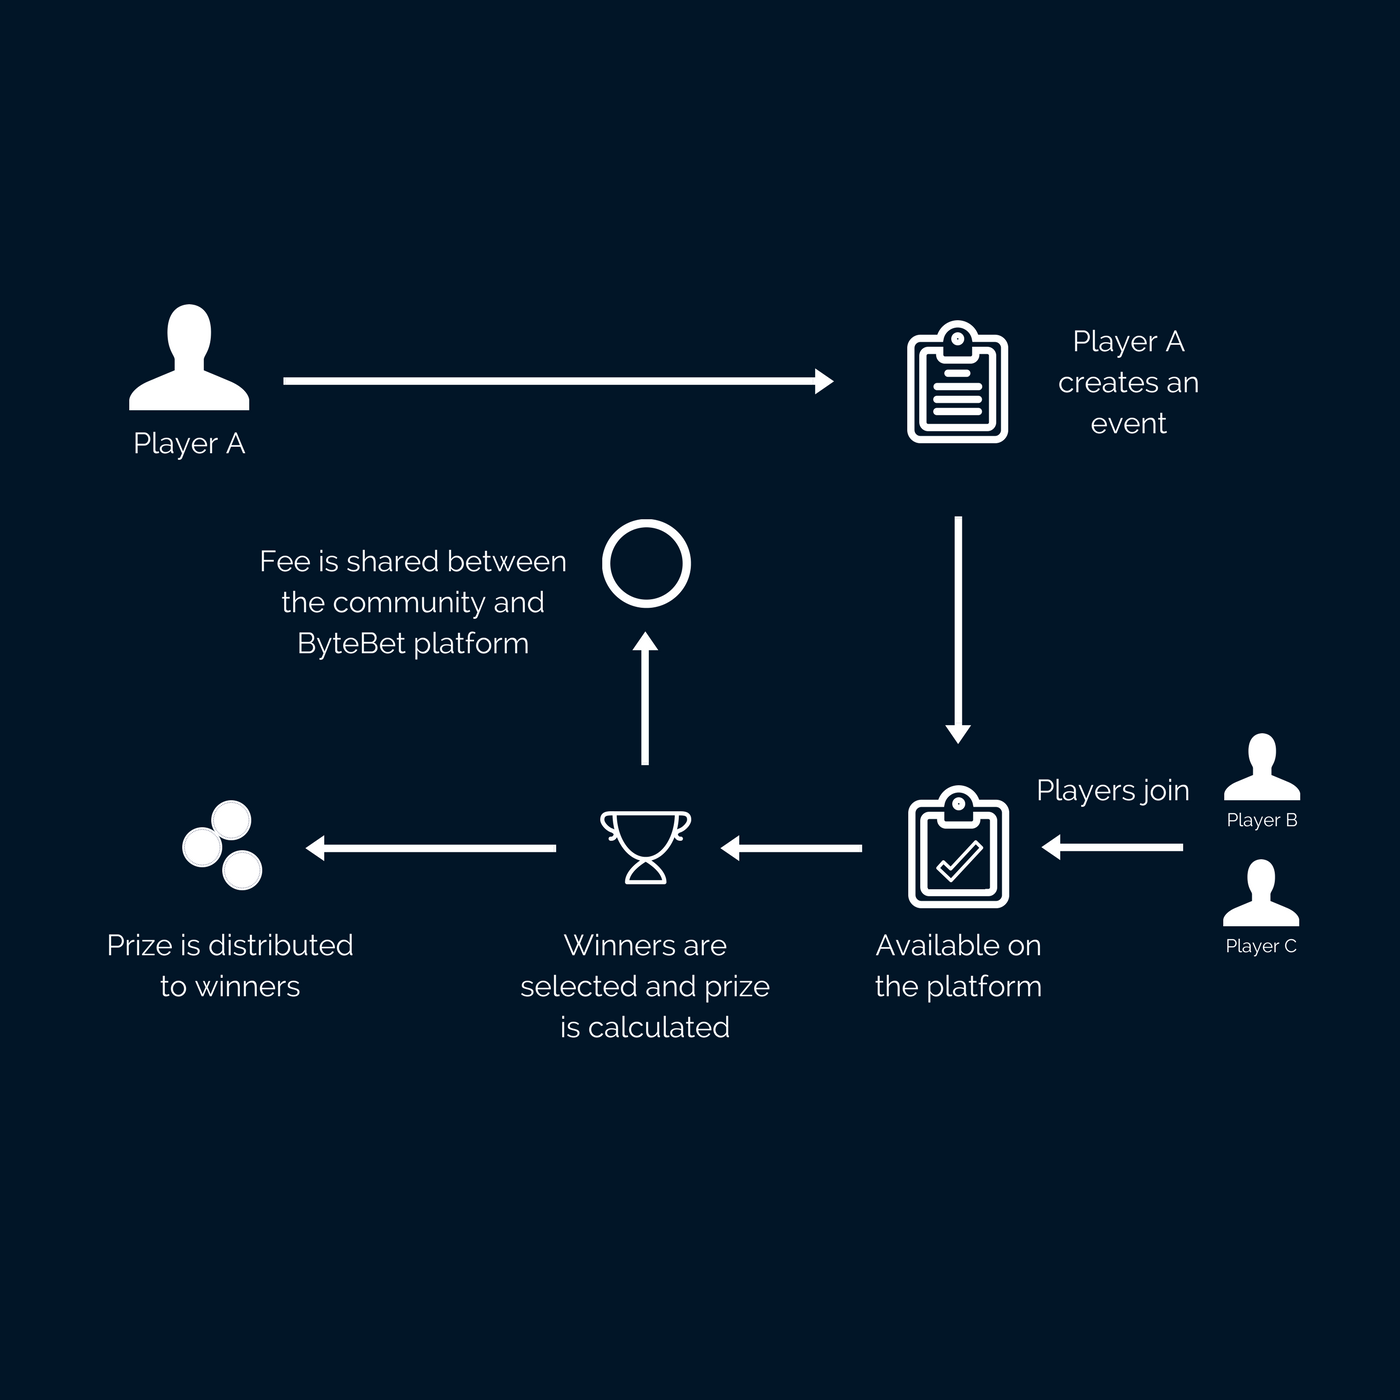 Player A
Player A
creates an
event
Fee is shared between
the community and
ByteBet platform
Players join
Player B
Player C
Prize is distributed
to winners
Winners are
selected and prize
is calculated
Available on
the platform